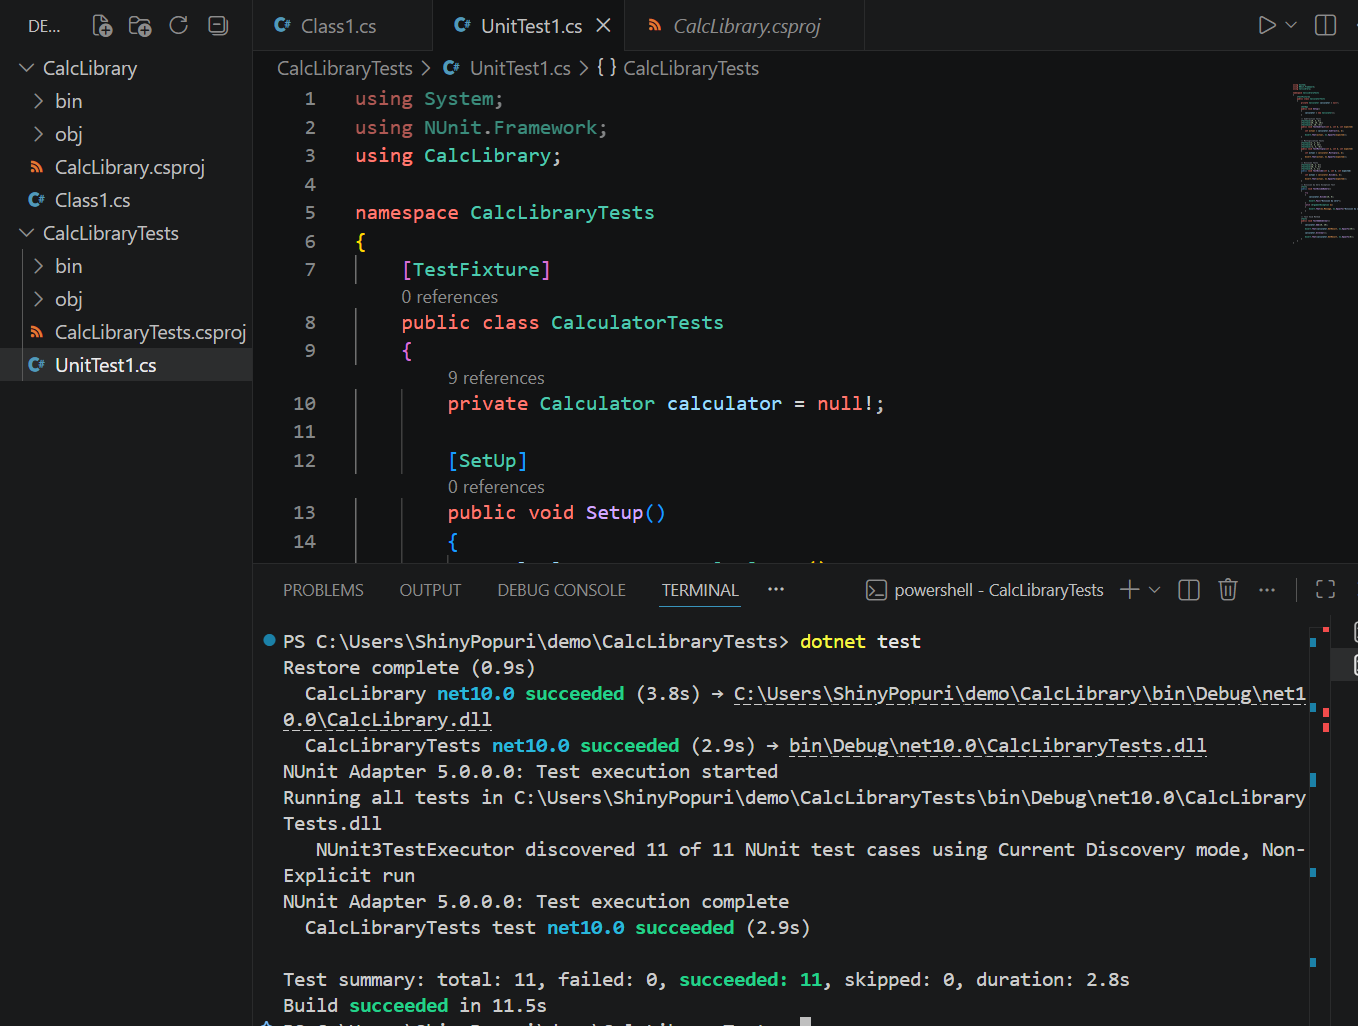 DE...
CalcLibrary
bin
obj
CalcLibrary.csproj
Class1.cs
CalcLibraryTests
bin
obj
CalcLibraryTests.csproj
UnitTest1.cs
Class1.cs
UnitTest1.cs
CalcLibrary.csproj
CalcLibraryTests > UnitTest1.cs > {} CalcLibraryTests
1 using System;
2 using NUnit.Framework;
3 using CalcLibrary;
4
5 namespace CalcLibraryTests
6 {
7 [TestFixture]
0 references
8 public class CalculatorTests
9 {
9 references
10 private Calculator calculator = null!;
11
12 [SetUp]
0 references
13 public void Setup()
14 {
PROBLEMS OUTPUT DEBUG CONSOLE TERMINAL ... powershell - CalcLibraryTests
PS C:\Users\ShinyPopuri\demo\CalcLibraryTests> dotnet test
Restore complete (0.9s)
CalcLibrary net10.0 succeeded (3.8s) → C:\Users\ShinyPopuri\demo\CalcLibrary\bin\Debug\net1
0.0\CalcLibrary.dll
CalcLibraryTests net10.0 succeeded (2.9s) → bin\Debug\net10.0\CalcLibraryTests.dll
NUnit Adapter 5.0.0.0: Test execution started
Running all tests in C:\Users\ShinyPopuri\demo\CalcLibraryTests\bin\Debug\net10.0\CalcLibrary
Tests.dll
NUnit3TestExecutor discovered 11 of 11 NUnit test cases using Current Discovery mode, Non-
Explicit run
NUnit Adapter 5.0.0.0: Test execution complete
CalcLibraryTests test net10.0 succeeded (2.9s)
Test summary: total: 11, failed: 0, succeeded: 11, skipped: 0, duration: 2.8s
Build succeeded in 11.5s